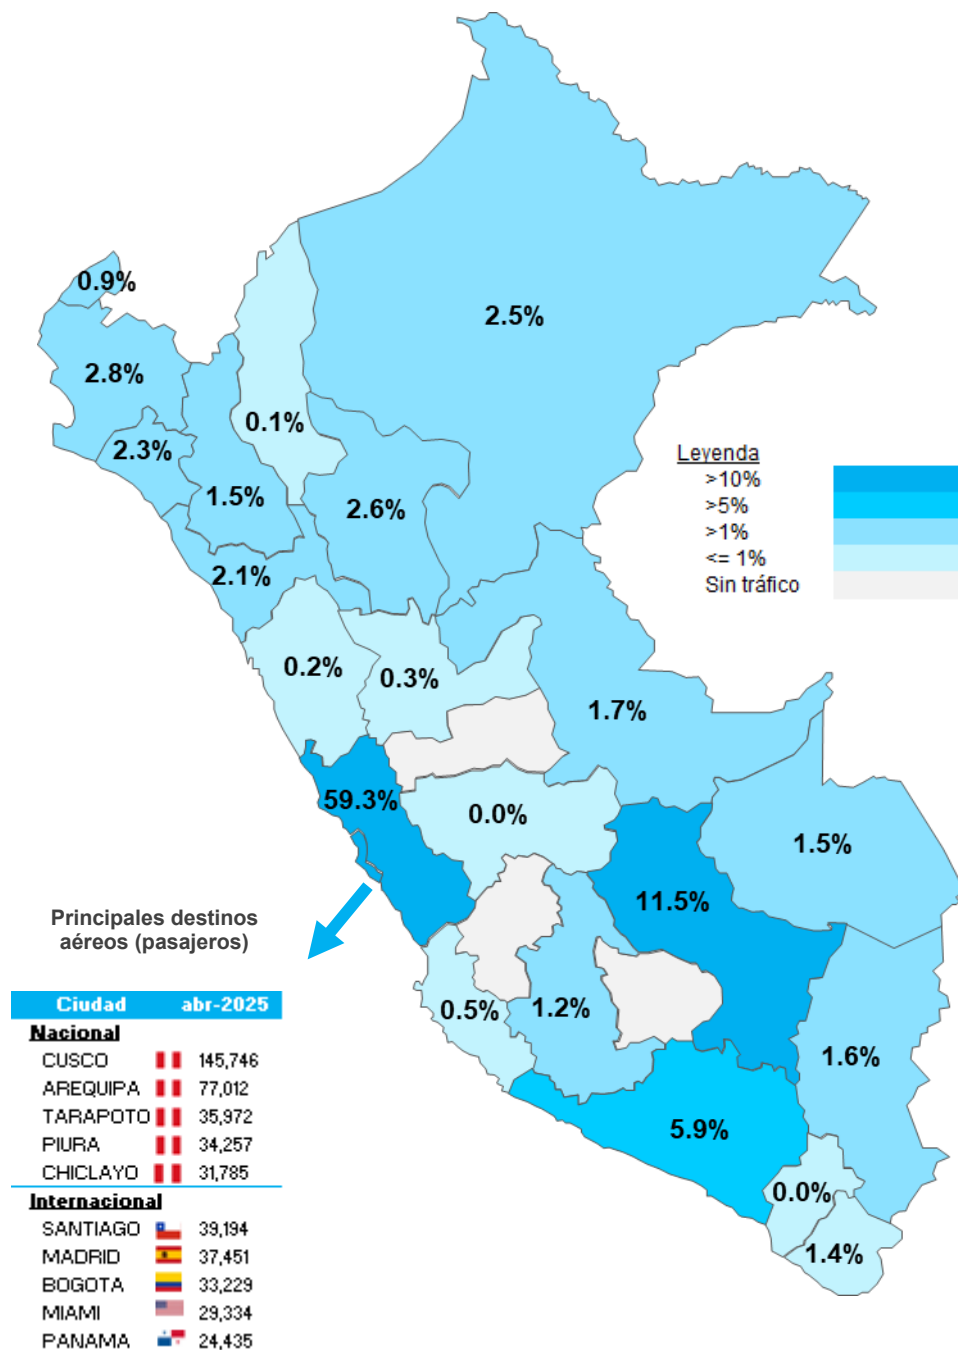 0.9%
2.5%
2.8%
0.1%
2.3%
1.5%
2.6%
Leyenda
>10%
>5%
>1%
<= 1%
Sin tráfico
2.1%
0.2%
0.3%
1.7%
59.3%
0.0%
1.5%
11.5%
0.5%
1.2%
1.6%
5.9%
0.0%
1.4%
Principales destinos
aéreos (pasajeros)
Ciudad abr-2025
Nacional
CUSCO 145,746
AREQUIPA 77,012
TARAPOTO 35,972
PIURA 34,257
CHICLAYO 31,785
Internacional
SANTIAGO 39,194
MADRID 37,451
BOGOTA 33,229
MIAMI 29,334
PANAMA 24,435